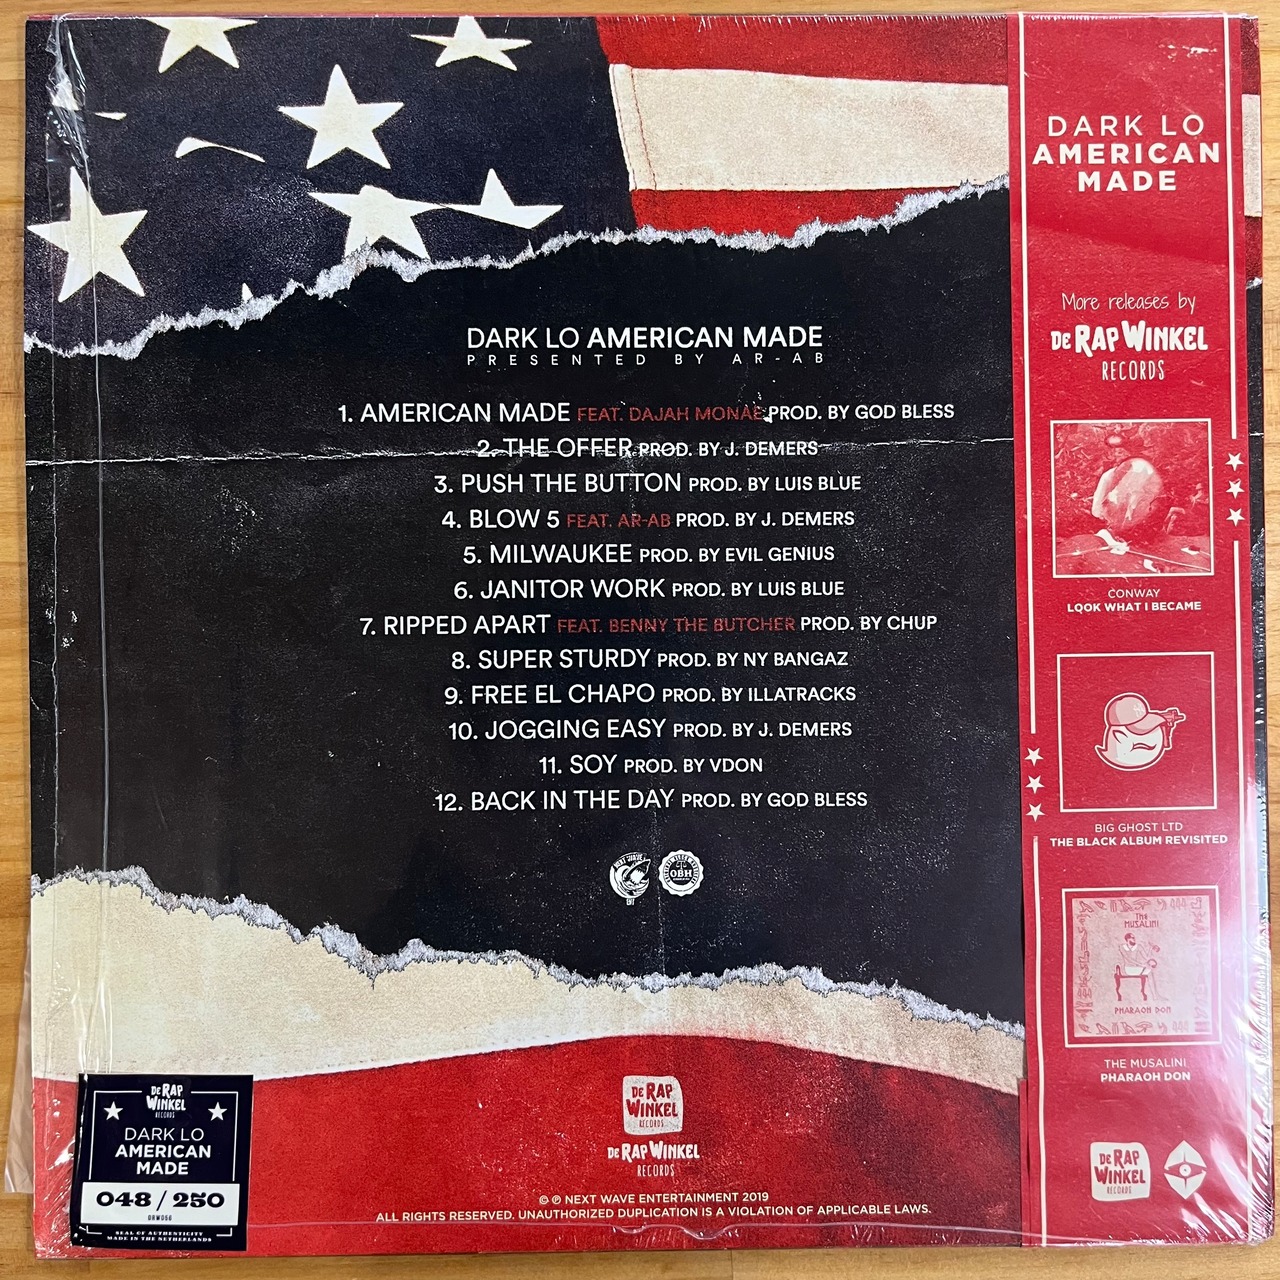 DARK LO AMERICAN MADE
PRESENTED BY AR-AB
1. AMERICAN MADE FEAT. DAJAH MONAE PROD. BY GOD BLESS
2. THE OFFER PROD. BY J. DEMERS
3. PUSH THE BUTTON PROD. BY LUIS BLUE
4. BLOW 5 FEAT. AR-AB PROD. BY J. DEMERS
5. MILWAUKEE PROD. BY EVIL GENIUS
6. JANITOR WORK PROD. BY LUIS BLUE
7. RIPPED APART FEAT. BENNY THE BUTCHER PROD. BY CHUP
8. SUPER STURDY PROD. BY NY BANGAZ
9. FREE EL CHAPO PROD. BY ILLATRACKS
10. JOGGING EASY PROD. BY J. DEMERS
11. SOY PROD. BY VDON
12. BACK IN THE DAY PROD. BY GOD BLESS
NEXT WAVE
ENT
OBH
DE RAP
WINKEL
RECORDS
DE RAP WINKEL
RECORDS
© ℗ NEXT WAVE ENTERTAINMENT 2019
ALL RIGHTS RESERVED. UNAUTHORIZED DUPLICATION IS A VIOLATION OF APPLICABLE LAWS.
DE RAP
WINKEL
RECORDS
DARK LO
AMERICAN
MADE
048 / 250
DRW056
SEAL OF AUTHENTICITY
MADE IN THE NETHERLANDS
DARK LO
AMERICAN
MADE
More releases by
DE RAP WINKEL
RECORDS
CONWAY
LOOK WHAT I BECAME
BIG GHOST LTD
THE BLACK ALBUM REVISITED
THE
MUSALINI
PHARAOH DON
THE MUSALINI
PHARAOH DON
DE RAP
WINKEL
RECORDS